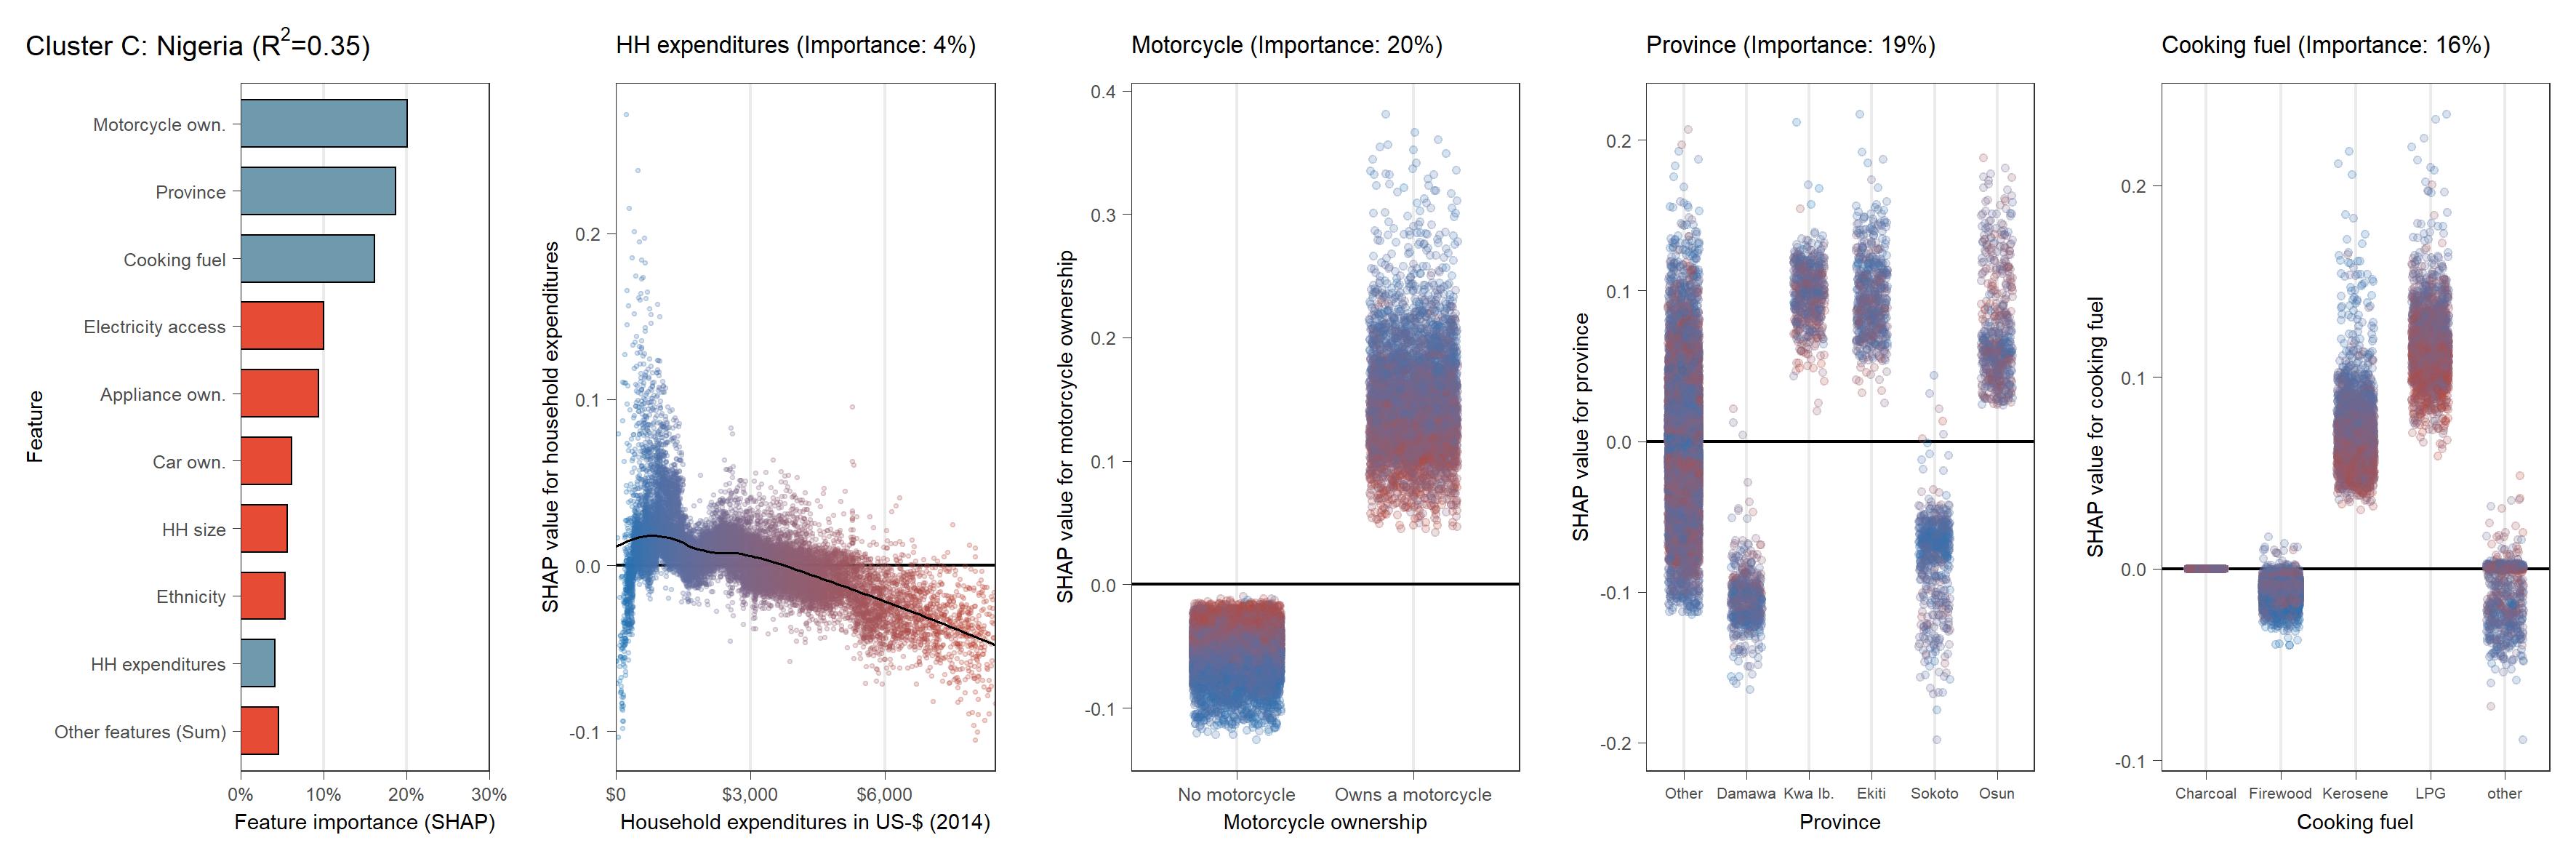 Cluster C: Nigeria (R2=0.35)
Feature
Motorcycle own.
Province
Cooking fuel
Electricity access
Appliance own.
Car own.
HH size
Ethnicity
HH expenditures
Other features (Sum)
0% 10% 20% 30%
Feature importance (SHAP)
HH expenditures (Importance: 4%)
SHAP value for household expenditures
0.2
0.1
0.0
-0.1
$0 $3,000 $6,000
Household expenditures in US-$ (2014)
Motorcycle (Importance: 20%)
SHAP value for motorcycle ownership
0.4
0.3
0.2
0.1
0.0
-0.1
No motorcycle Owns a motorcycle
Motorcycle ownership
Province (Importance: 19%)
SHAP value for province
0.2
0.1
0.0
-0.1
-0.2
Other Damawa Kwa Ib. Ekiti Sokoto Osun
Province
Cooking fuel (Importance: 16%)
SHAP value for cooking fuel
0.2
0.1
0.0
-0.1
Charcoal Firewood Kerosene LPG other
Cooking fuel